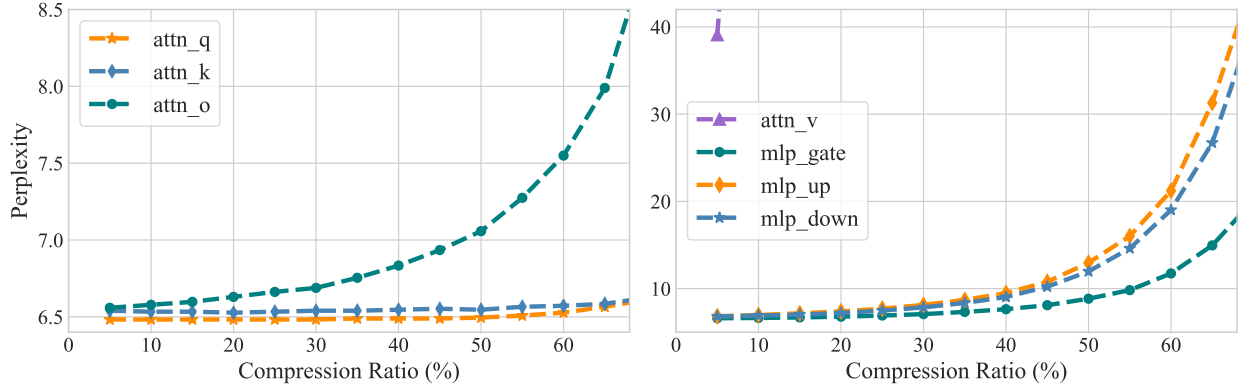 8.5
8.0
7.5
7.0
6.5
Perplexity
attn_q
attn_k
attn_o
0 10 20 30 40 50 60
Compression Ratio (%)
40
30
20
10
attn_v
mlp_gate
mlp_up
mlp_down
0 10 20 30 40 50 60
Compression Ratio (%)